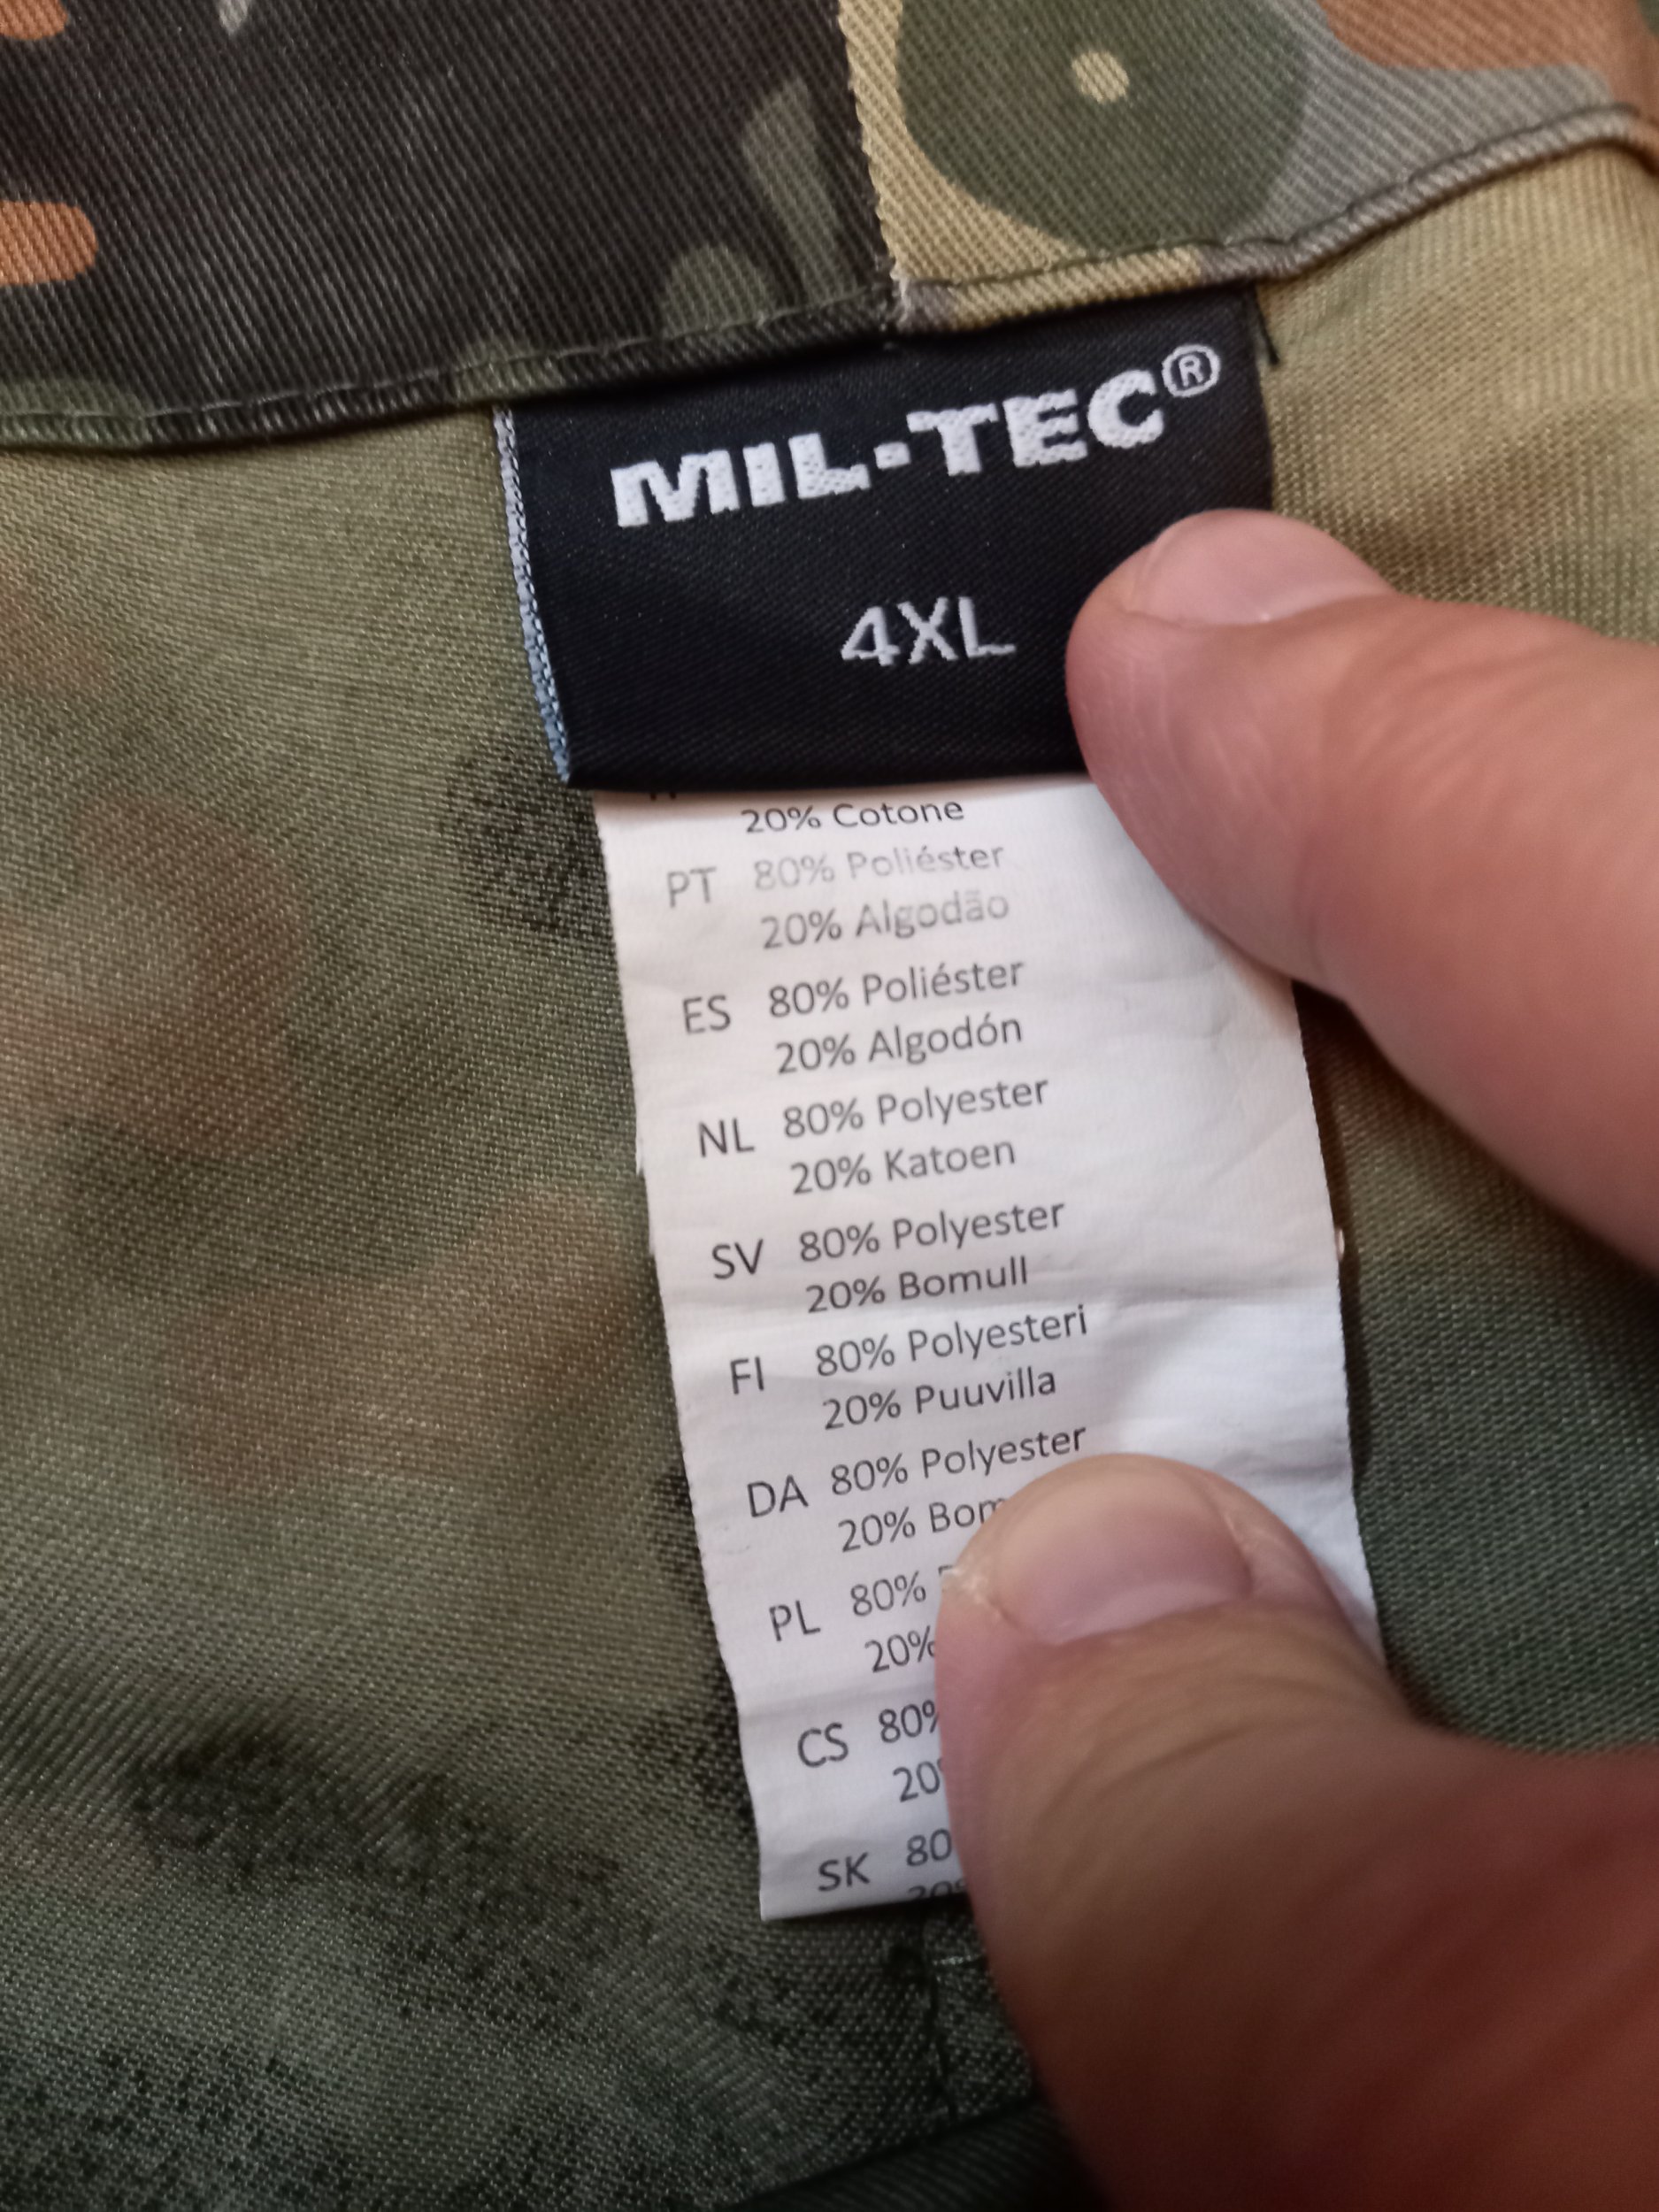 MIL-TEC®
4XL
20% Cotone
PT 80% Poliéster
20% Algodão
ES 80% Poliéster
20% Algodón
NL 80% Polyester
20% Katoen
SV 80% Polyester
20% Bomull
FI 80% Polyesteri
20% Puuvilla
DA 80% Polyester
20%
PL 80%
20%
CS 80%
20
SK 80